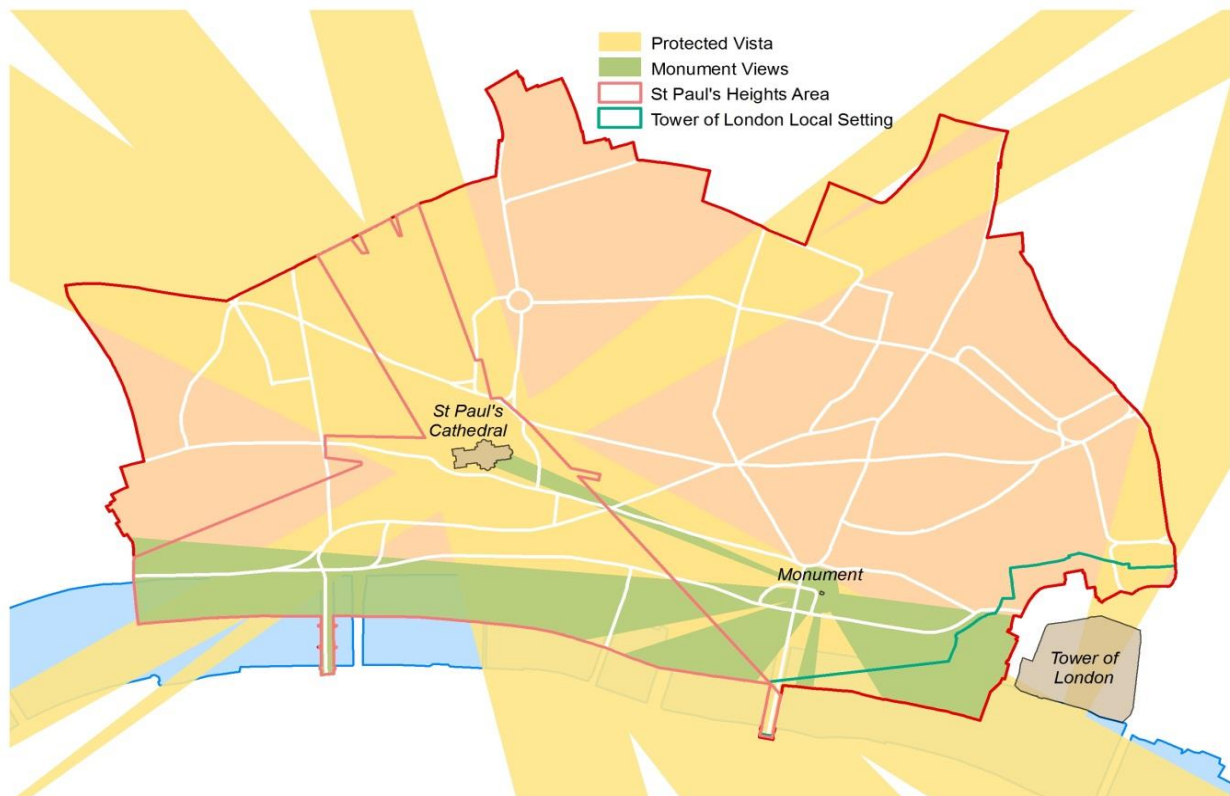 Protected Vista
Monument Views
St Paul's Heights Area
Tower of London Local Setting
St Paul's
Cathedral
Monument
Tower of
London